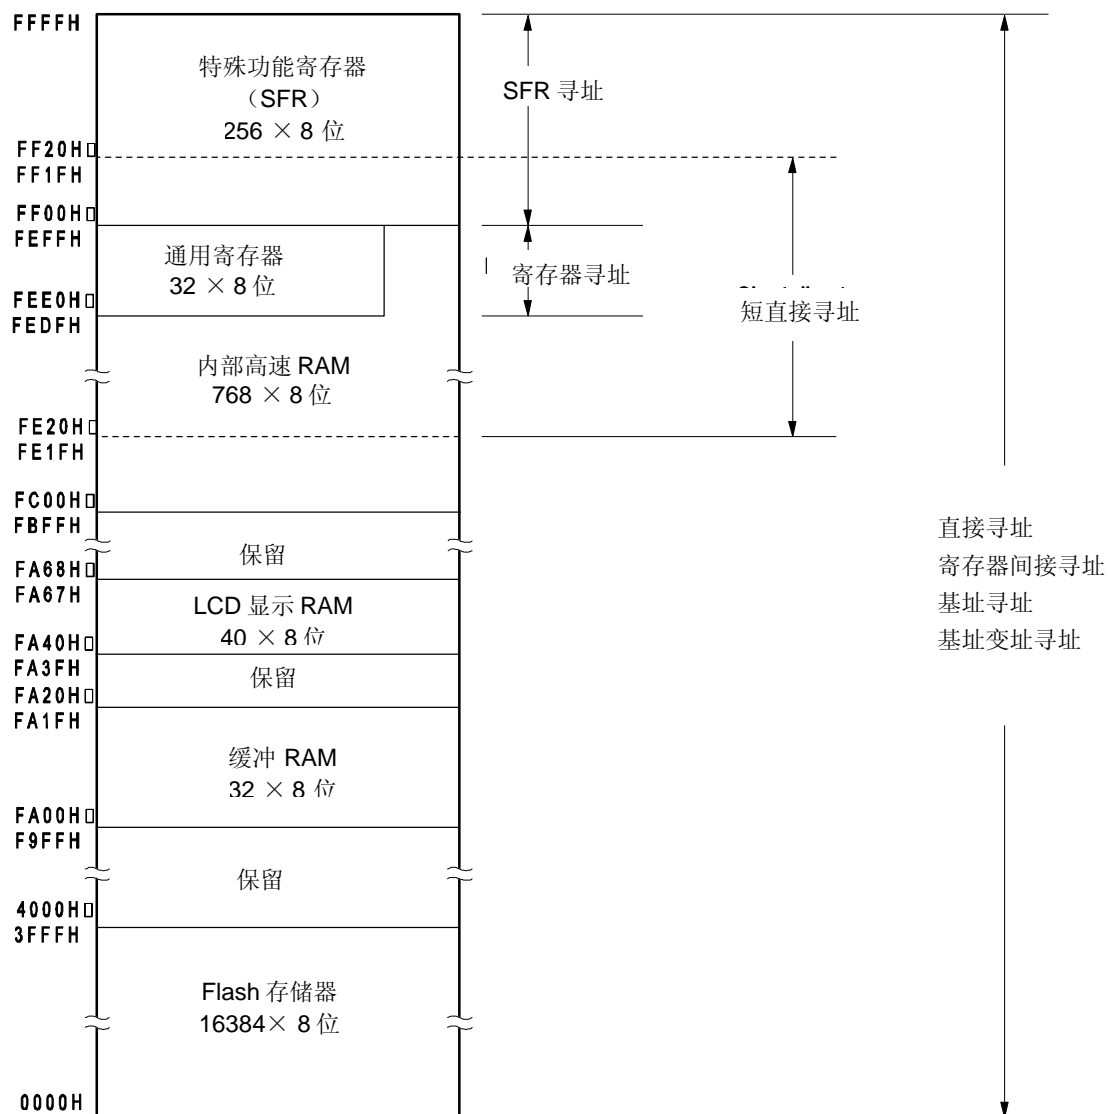 FFFFH
特殊功能寄存器
（SFR）
256 × 8 位
SFR 寻址
FF20H
FF1FH
FF00H
FEFFH
通用寄存器
32 × 8 位
寄存器寻址
FEE0H
FEDFH
短直接寻址
内部高速 RAM
768 × 8 位
FE20H
FE1FH
FC00H
FBFFH
直接寻址
寄存器间接寻址
基址寻址
基址变址寻址
保留
FA68H
FA67H
LCD 显示 RAM
40 × 8 位
FA40H
FA3FH
保留
FA20H
FA1FH
缓冲 RAM
32 × 8 位
FA00H
F9FFH
保留
4000H
3FFFH
Flash 存储器
16384× 8 位
0000H